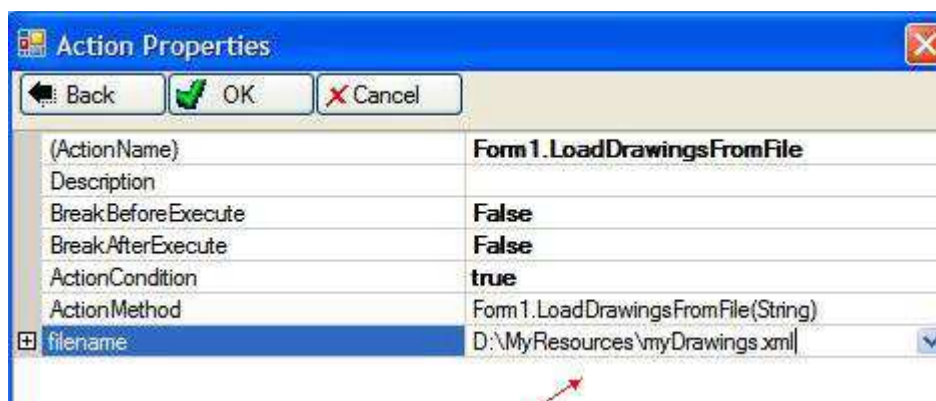 Action Properties
Back OK Cancel
(ActionName) Form1.LoadDrawingsFromFile
Description
BreakBeforeExecute False
BreakAfterExecute False
ActionCondition true
ActionMethod Form1.LoadDrawingsFromFile(String)
filename D:\MyResources\myDrawings.xml